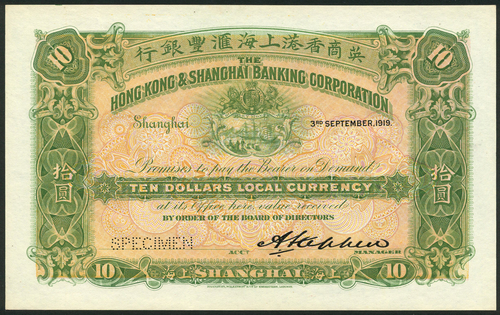 英商香港上海滙豐銀行
10
10
THE
HONG KONG & SHANGHAI BANKING CORPORATION
Shanghai
3RD SEPTEMBER, 1919.
拾圓
拾圓
Promises to pay the Bearer on Demand
TEN DOLLARS LOCAL CURRENCY
at its Office here, value received
BY ORDER OF THE BOARD OF DIRECTORS
SPECIMEN
ACCT
MANAGER
10
SHANGHAI
10